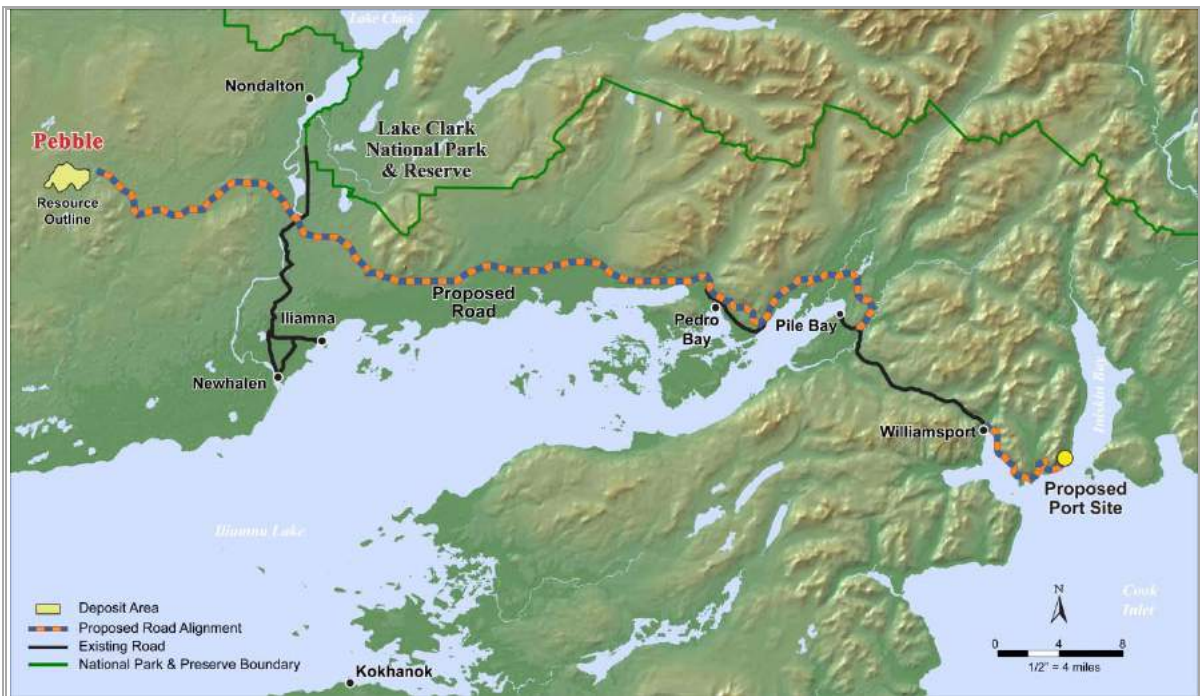 Lake Clark
Nondalton
Lake Clark
National Park
& Reserve
Pebble
Resource
Outline
Proposed
Road
Iliamna
Newhalen
Pedro
Bay
Pile Bay
Iniskin Bay
Williamsport
Proposed
Port Site
Iliamna Lake
Cook
Inlet
Kokhanok
Deposit Area
Proposed Road Alignment
Existing Road
National Park & Preserve Boundary
N
0 4 8
1/2" = 4 miles